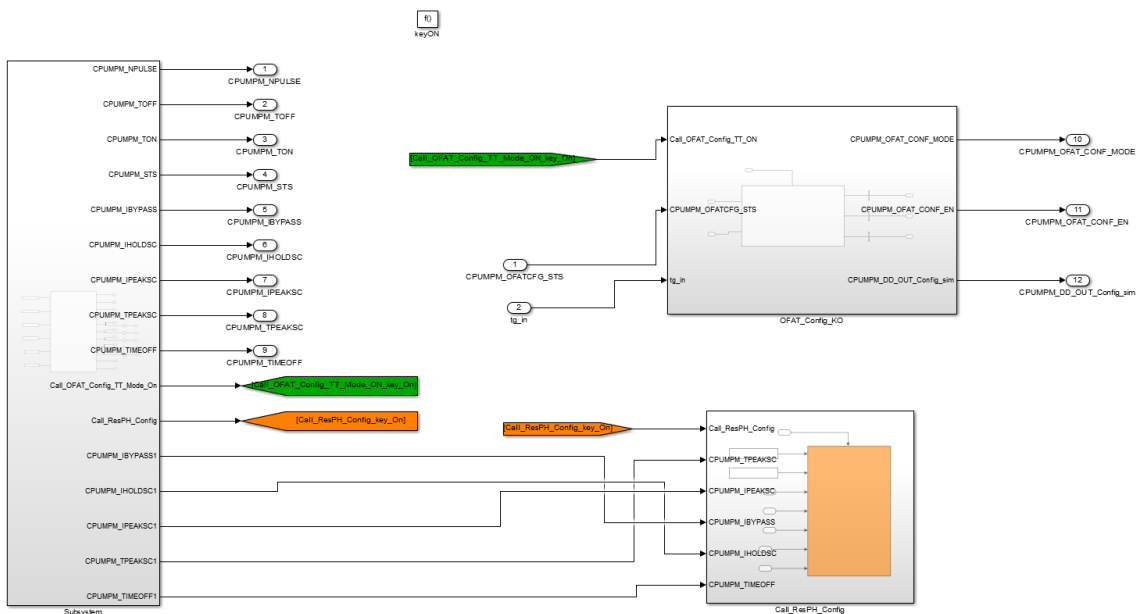 f()
keyON
CPUMPM_NPULSE
1
CPUMPM_NPULSE
CPUMPM_TOFF
2
CPUMPM_TOFF
CPUMPM_TON
3
CPUMPM_TON
CPUMPM_STS
4
CPUMPM_STS
CPUMPM_IBYPASS
5
CPUMPM_IBYPASS
CPUMPM_IHOLDSC
6
CPUMPM_IHOLDSC
CPUMPM_IPEAKSC
7
CPUMPM_IPEAKSC
CPUMPM_TPEAKSC
8
CPUMPM_TPEAKSC
CPUMPM_TIMEOFF
9
CPUMPM_TIMEOFF
Call_OFAT_Config_TT_Mode_On
[Call_OFAT_Config_TT_Mode_ON_key_On]
Call_ResPH_Config
[Call_ResPH_Config_key_On]
CPUMPM_IBYPASS1
CPUMPM_IHOLDSC1
CPUMPM_IPEAKSC1
CPUMPM_TPEAKSC1
CPUMPM_TIMEOFF1
Subsystem
[Call_OFAT_Config_TT_Mode_ON_key_On]
1
CPUMPM_OFATCFG_STS
2
tg_in
Call_OFAT_Config_TT_ON
CPUMPM_OFATCFG_STS
tg_in
CPUMPM_OFAT_CONF_MODE
CPUMPM_OFAT_CONF_EN
CPUMPM_DD_OUT_Config_sim
OFAT_Config_KO
10
CPUMPM_OFAT_CONF_MODE
11
CPUMPM_OFAT_CONF_EN
12
CPUMPM_DD_OUT_Config_sim
[Call_ResPH_Config_key_On]
Call_ResPH_Config
CPUMPM_TPEAKSC
CPUMPM_IPEAKSC
CPUMPM_IBYPASS
CPUMPM_IHOLDSC
CPUMPM_TIMEOFF
Call_ResPH_Config